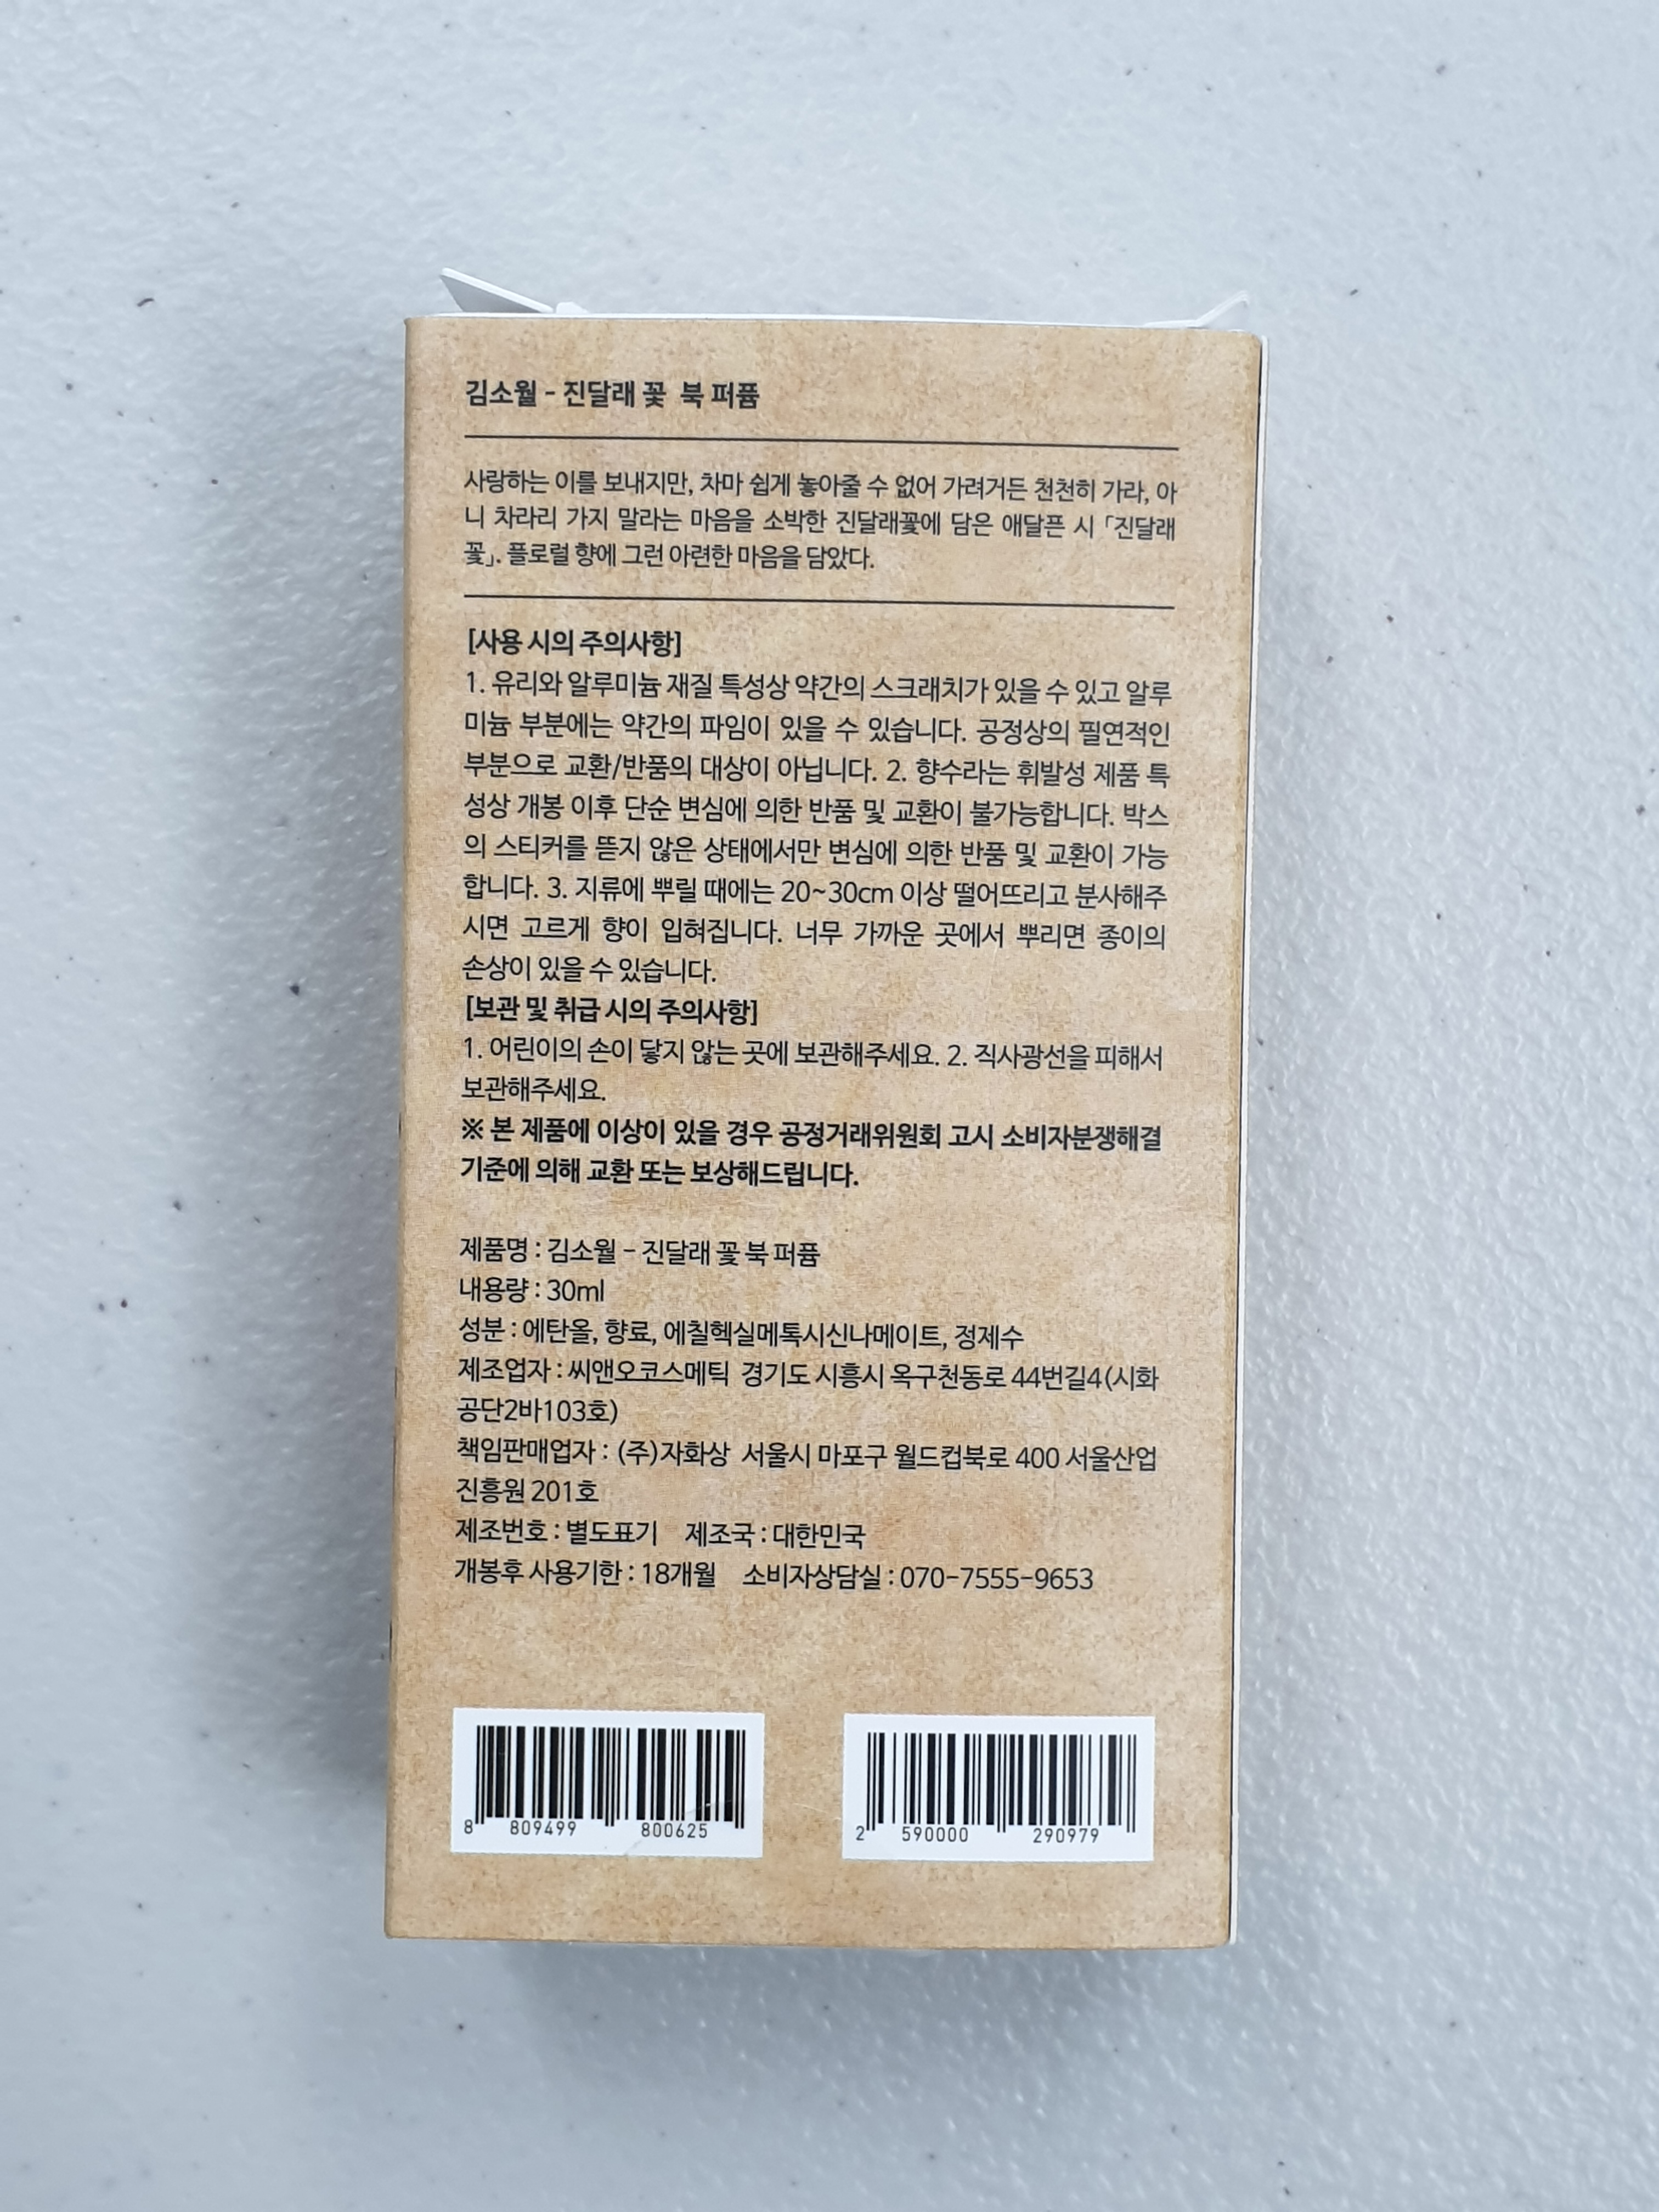 김소월 - 진달래 꽃 북 퍼퓸
사랑하는 이를 보내지만, 차마 쉽게 놓아줄 수 없어 가려거든 천천히 가라, 아
니 차라리 가지 말라는 마음을 소박한 진달래꽃에 담은 애달픈 시 「진달래
꽃」. 플로럴 향에 그런 아련한 마음을 담았다.
[사용 시의 주의사항]
1. 유리와 알루미늄 재질 특성상 약간의 스크래치가 있을 수 있고 알루
미늄 부분에는 약간의 파임이 있을 수 있습니다. 공정상의 필연적인
부분으로 교환/반품의 대상이 아닙니다. 2. 향수라는 휘발성 제품 특
성상 개봉 이후 단순 변심에 의한 반품 및 교환이 불가능합니다. 박스
의 스티커를 뜯지 않은 상태에서만 변심에 의한 반품 및 교환이 가능
합니다. 3. 지류에 뿌릴 때에는 20~30cm 이상 떨어뜨리고 분사해주
시면 고르게 향이 입혀집니다. 너무 가까운 곳에서 뿌리면 종이의
손상이 있을 수 있습니다.
[보관 및 취급 시의 주의사항]
1. 어린이의 손이 닿지 않는 곳에 보관해주세요. 2. 직사광선을 피해서
보관해주세요.
※ 본 제품에 이상이 있을 경우 공정거래위원회 고시 소비자분쟁해결
기준에 의해 교환 또는 보상해드립니다.
제품명 : 김소월 - 진달래 꽃 북 퍼퓸
내용량 : 30ml
성분 : 에탄올, 향료, 에칠헥실메톡시신나메이트, 정제수
제조업자 : 씨앤오코스메틱 경기도 시흥시 옥구천동로 44번길4(시화
공단2바103호)
책임판매업자 : (주)자화상 서울시 마포구 월드컵북로 400 서울산업
진흥원 201호
제조번호 : 별도표기 제조국 : 대한민국
개봉후 사용기한 : 18개월 소비자상담실 : 070-7555-9653
8 809499 800625
2 590000 290979